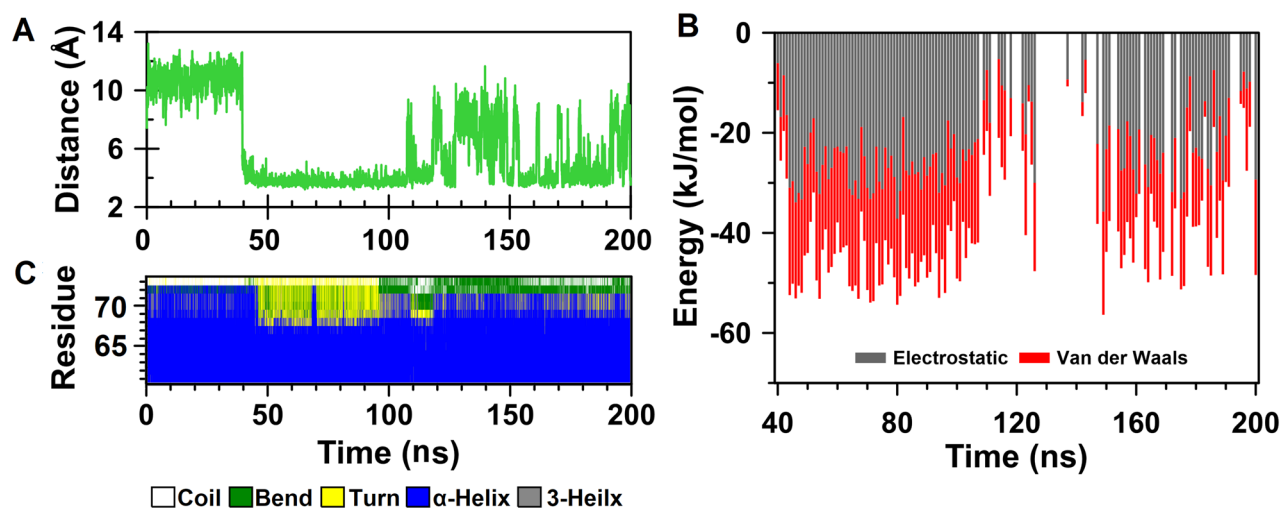 A
Distance (Å)
14
10
6
2
0
50
100
150
200
C
Residue
70
65
0
50
100
150
200
Time (ns)
Coil
Bend
Turn
α-Helix
3-Heilx
B
Energy (kJ/mol)
0
-20
-40
-60
Electrostatic
Van der Waals
40
80
120
160
200
Time (ns)